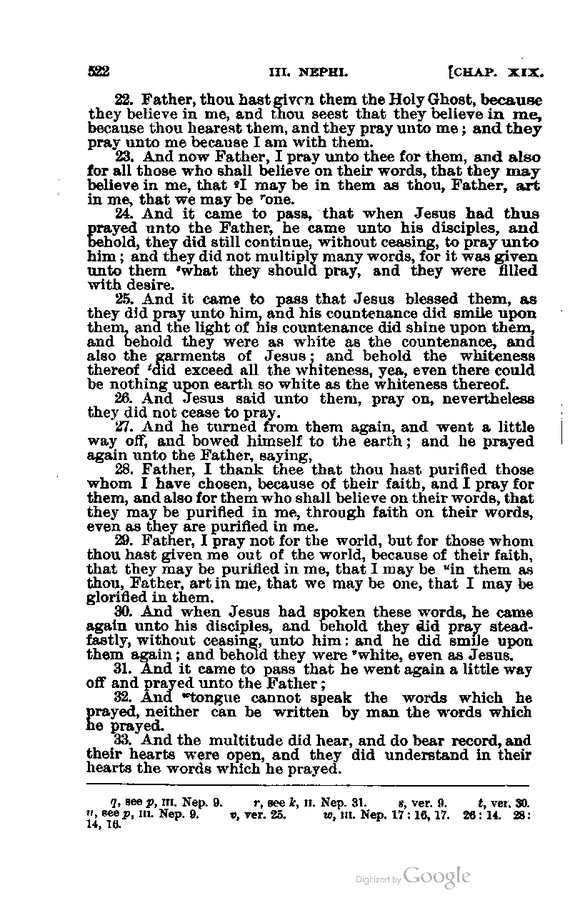 522 III. NEPHI. [CHAP. XIX.
22. Father, thou hast given them the Holy Ghost, because
they believe in me, and thou seest that they believe in me,
because thou hearest them, and they pray unto me; and they
pray unto me because I am with them.
23. And now Father, I pray unto thee for them, and also
for all those who shall believe on their words, that they may
believe in me, that qI may be in them as thou, Father, art
in me, that we may be rone.
24. And it came to pass, that when Jesus had thus
prayed unto the Father, he came unto his disciples, and
behold, they did still continue, without ceasing, to pray unto
him; and they did not multiply many words, for it was given
unto them swhat they should pray, and they were filled
with desire.
25. And it came to pass that Jesus blessed them, as
they did pray unto him, and his countenance did smile upon
them, and the light of his countenance did shine upon them,
and behold they were as white as the countenance, and
also the garments of Jesus; and behold the whiteness
thereof tdid exceed all the whiteness, yea, even there could
be nothing upon earth so white as the whiteness thereof.
26. And Jesus said unto them, pray on, nevertheless
they did not cease to pray.
27. And he turned from them again, and went a little
way off, and bowed himself to the earth; and he prayed
again unto the Father, saying,
28. Father, I thank thee that thou hast purified those
whom I have chosen, because of their faith, and I pray for
them, and also for them who shall believe on their words, that
they may be purified in me, through faith on their words,
even as they are purified in me.
29. Father, I pray not for the world, but for those whom
thou hast given me out of the world, because of their faith,
that they may be purified in me, that I may be uin them as
thou, Father, art in me, that we may be one, that I may be
glorified in them.
30. And when Jesus had spoken these words, he came
again unto his disciples, and behold they did pray stead-
fastly, without ceasing, unto him: and he did smile upon
them again; and behold they were vwhite, even as Jesus.
31. And it came to pass that he went again a little way
off and prayed unto the Father;
32. And wtongue cannot speak the words which he
prayed, neither can be written by man the words which
he prayed.
33. And the multitude did hear, and do bear record, and
their hearts were open, and they did understand in their
hearts the words which he prayed.
q, see p, III. Nep. 9. r, see k, II. Nep. 31. s, ver. 9. t, ver. 30.
u, see p, III. Nep. 9. v, ver. 25. w, III. Nep. 17:16, 17. 26:14. 28:
14, 16.
Digitized by Google